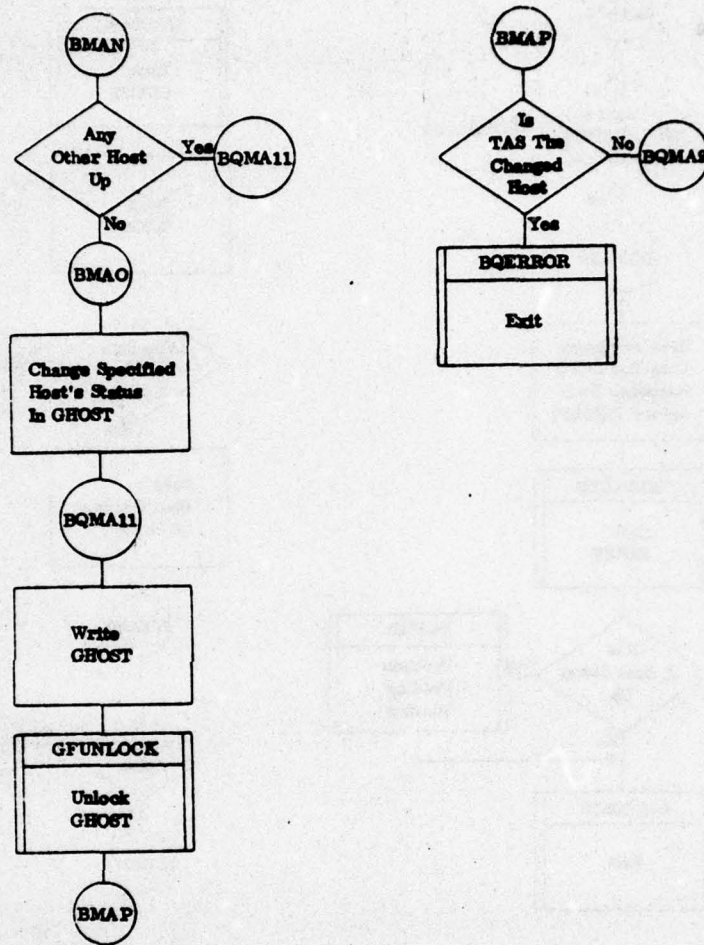 BMAN
Any
Other Host
Up
Yes
BQMA11
No
BMAO
Change Specified
Host's Status
In GHOST
BQMA11
Write
GHOST
GFUNLOCK
Unlock
GHOST
BMAP
BMAP
Is
TAS The
Changed
Host
No
Yes
BQERROR
Exit